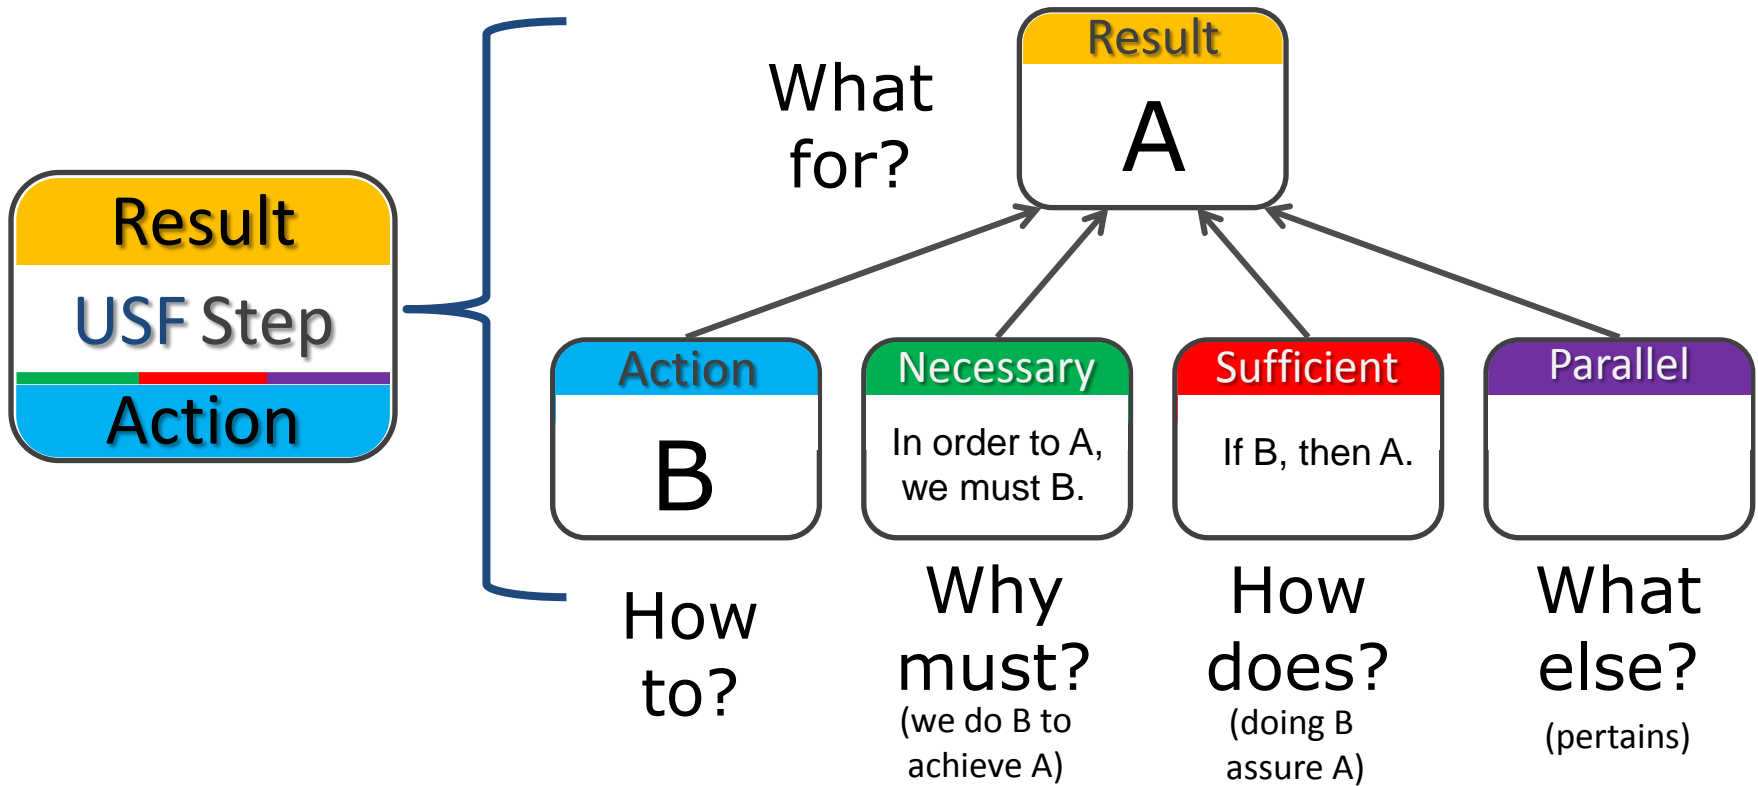 Result
USF Step
Action
What
for?
Result
A
Action
B
How
to?
Necessary
In order to A,
we must B.
Why
must?
(we do B to
achieve A)
Sufficient
If B, then A.
How
does?
(doing B
assure A)
Parallel
What
else?
(pertains)